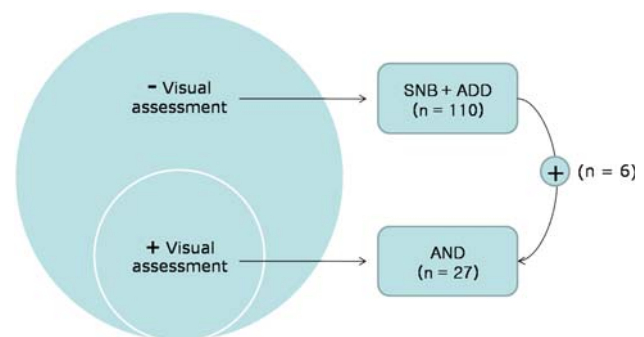 – Visual
assessment
SNB + ADD
(n = 110)
+
(n = 6)
+ Visual
assessment
AND
(n = 27)